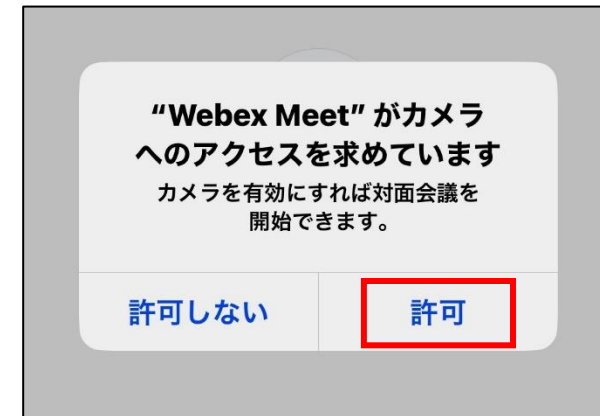 “Webex Meet” がカメラ
へのアクセスを求めています
カメラを有効にすれば対面会議を
開始できます。
許可しない
許可